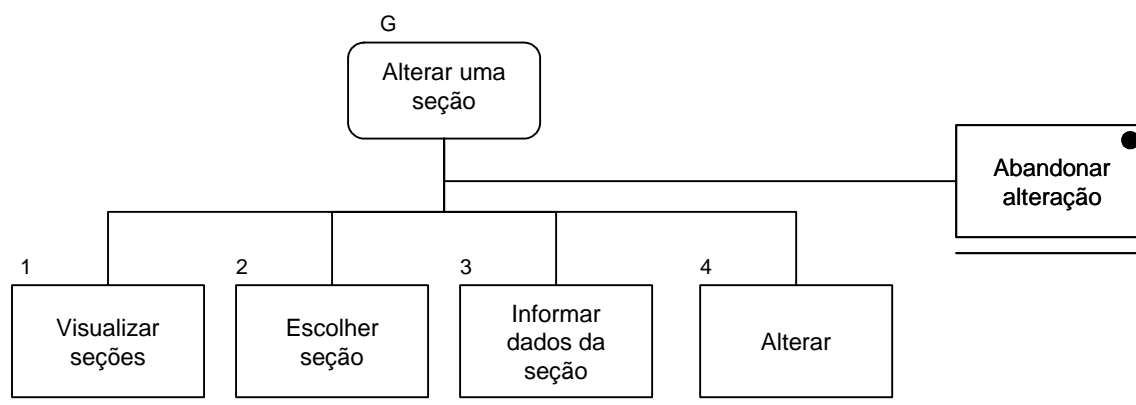 G
Alterar uma
seção
Abandonar
alteração
1
2
3
4
Visualizar
seções
Escolher
seção
Informar
dados da
seção
Alterar